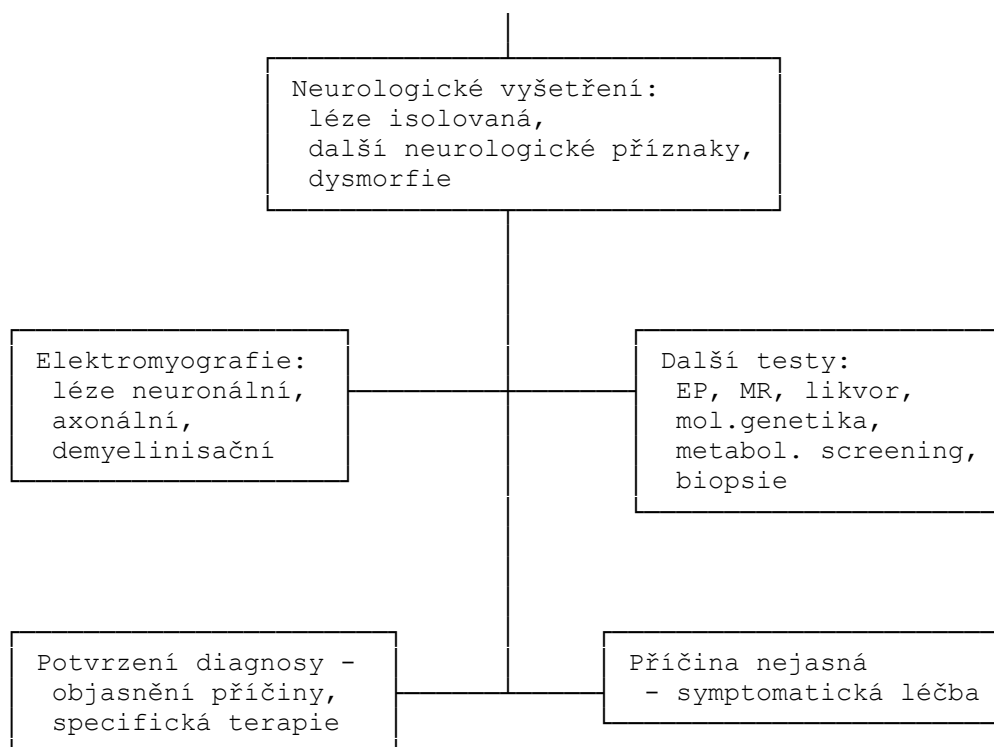 Neurologické vyšetření:
léze isolovaná,
další neurologické příznaky,
dysmorfie
Elektromyografie:
léze neuronální,
axonální,
demyelinisační
Další testy:
EP, MR, likvor,
mol.genetika,
metabol. screening,
biopsie
Potvrzení diagnosy -
objasnění příčiny,
specifická terapie
Příčina nejasná
- symptomatická léčba